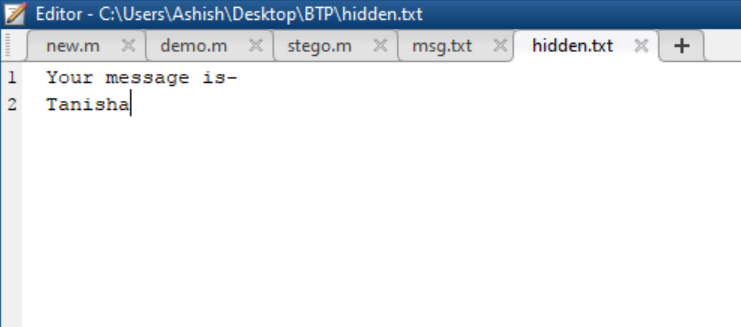 Editor - C:\Users\Ashish\Desktop\BTP\hidden.txt
new.m demo.m stego.m msg.txt hidden.txt +
1 Your message is-
2 Tanisha